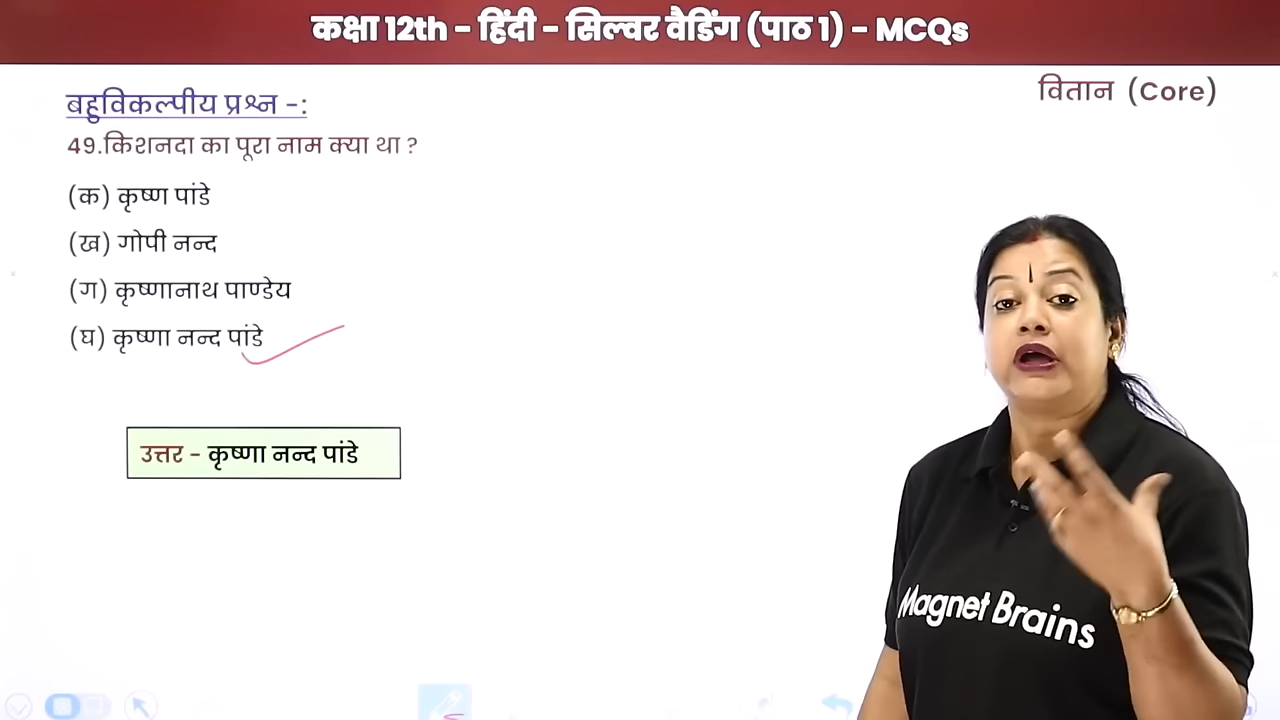 कक्षा 12th - हिंदी - सिल्वर वैडिंग (पाठ 1) - MCQs
वितान (Core)
बहुविकल्पीय प्रश्न -:
49.किशनदा का पूरा नाम क्या था ?
(क) कृष्ण पांडे
(ख) गोपी नन्द
(ग) कृष्णानाथ पाण्डेय
(घ) कृष्णा नन्द पांडे
उत्तर - कृष्णा नन्द पांडे
Magnet Brains